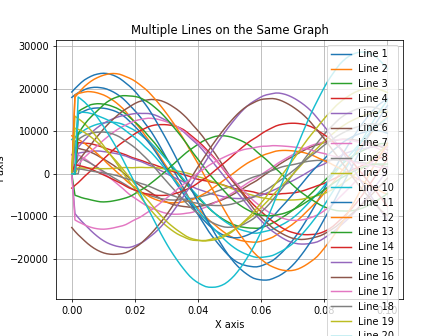 Multiple Lines on the Same Graph
30000
20000
10000
0
−10000
−20000
0.00
0.02
0.04
0.06
X axis
Line 1
Line 2
Line 3
Line 4
Line 5
Line 6
Line 7
Line 8
Line 9
Line 10
Line 11
Line 12
Line 13
Line 14
Line 15
Line 16
Line 17
Line 18
Line 19
Line 20